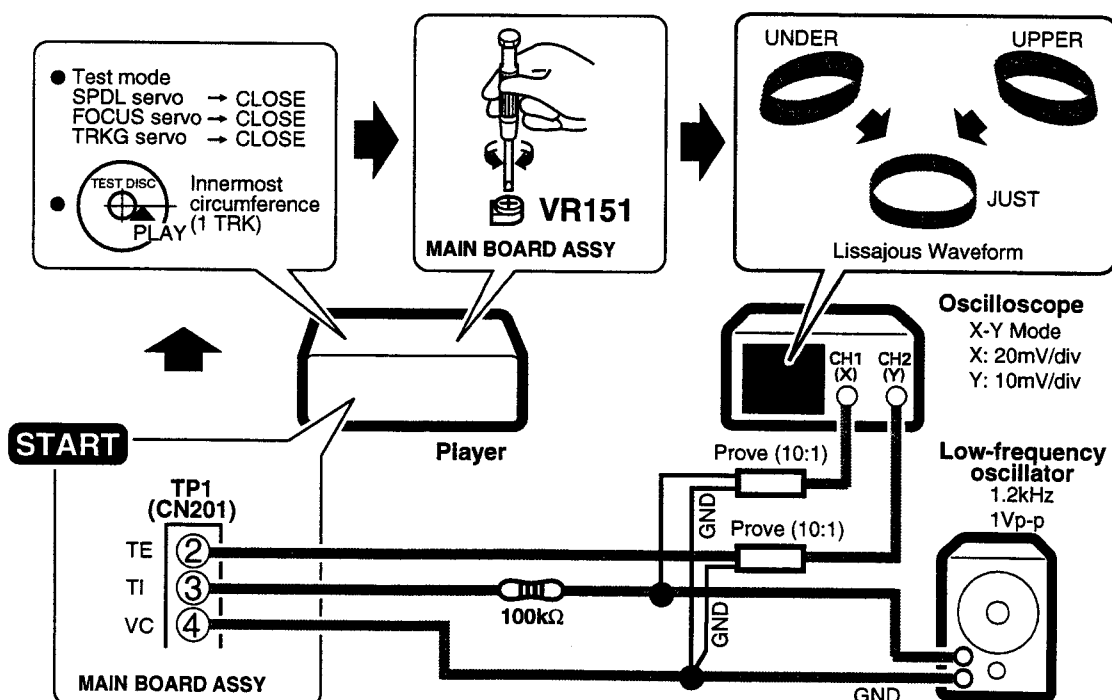 ● Test mode
SPDL servo → CLOSE
FOCUS servo → CLOSE
TRKG servo → CLOSE
● TEST DISC
PLAY
Innermost
circumference
(1 TRK)
VR151
MAIN BOARD ASSY
UNDER
UPPER
JUST
Lissajous Waveform
Oscilloscope
X-Y Mode
X: 20mV/div
Y: 10mV/div
CH1
(X)
CH2
(Y)
Player
START
TP1
(CN201)
TE ②
TI ③
VC ④
MAIN BOARD ASSY
100kΩ
Prove (10:1)
GND
Prove (10:1)
GND
Low-frequency
oscillator
1.2kHz
1Vp-p
GND